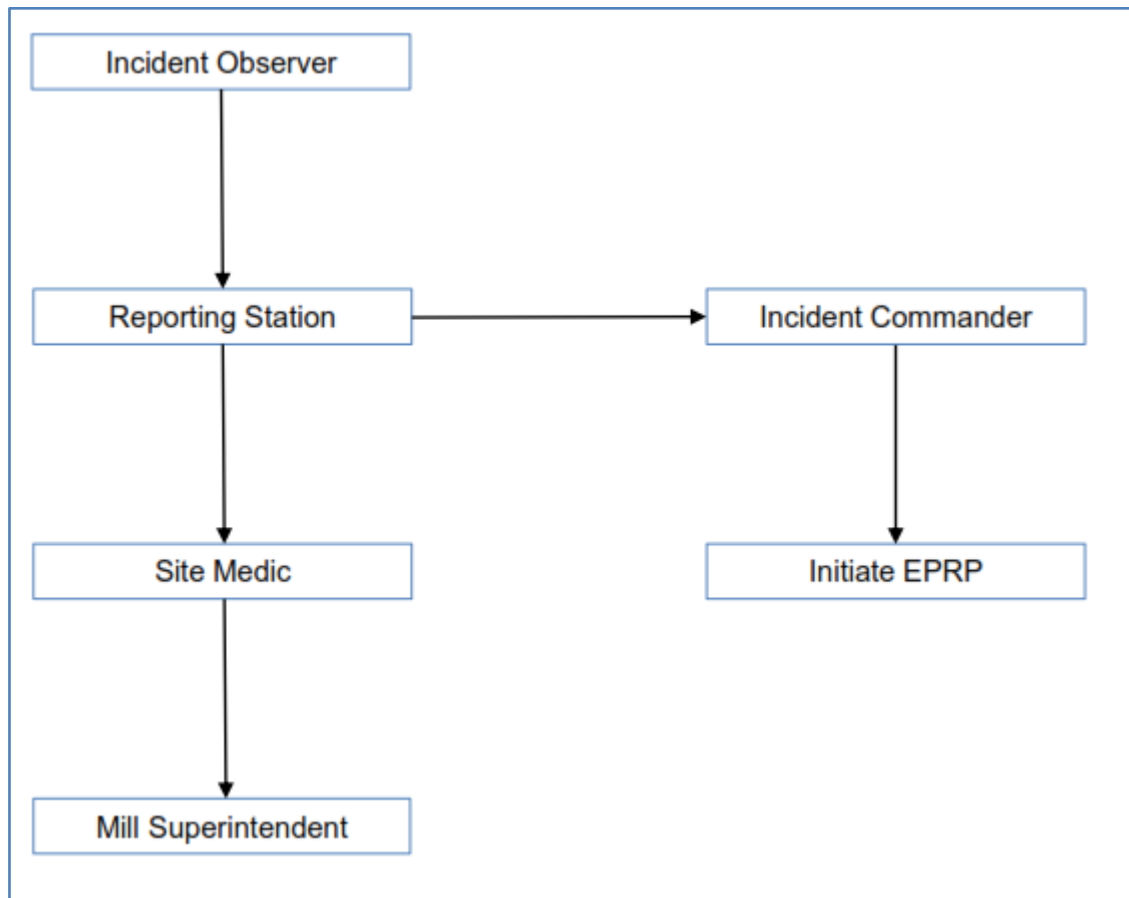 Incident Observer
Reporting Station
Incident Commander
Site Medic
Initiate EPRP
Mill Superintendent